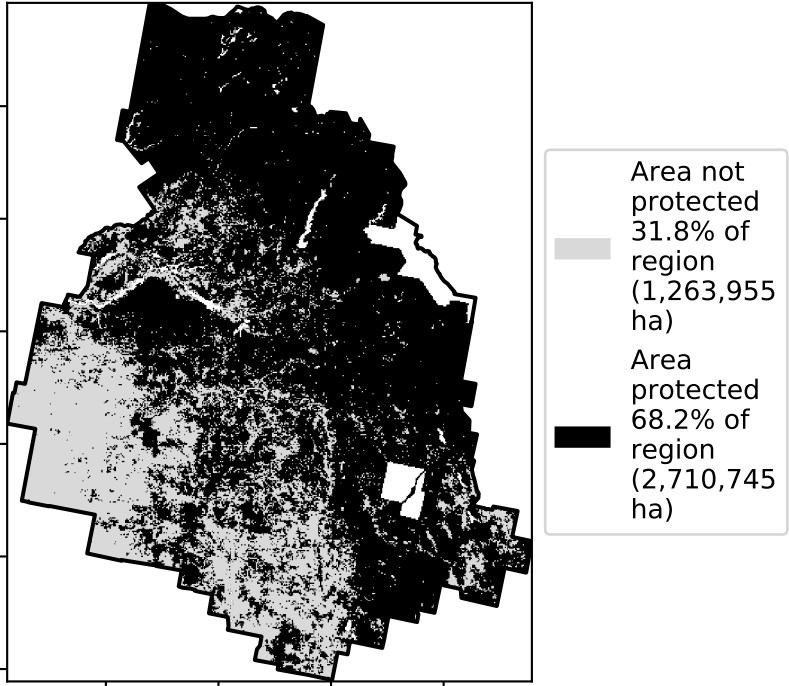 Area not
protected
31.8% of
region
(1,263,955
ha)
Area
protected
68.2% of
region
(2,710,745
ha)